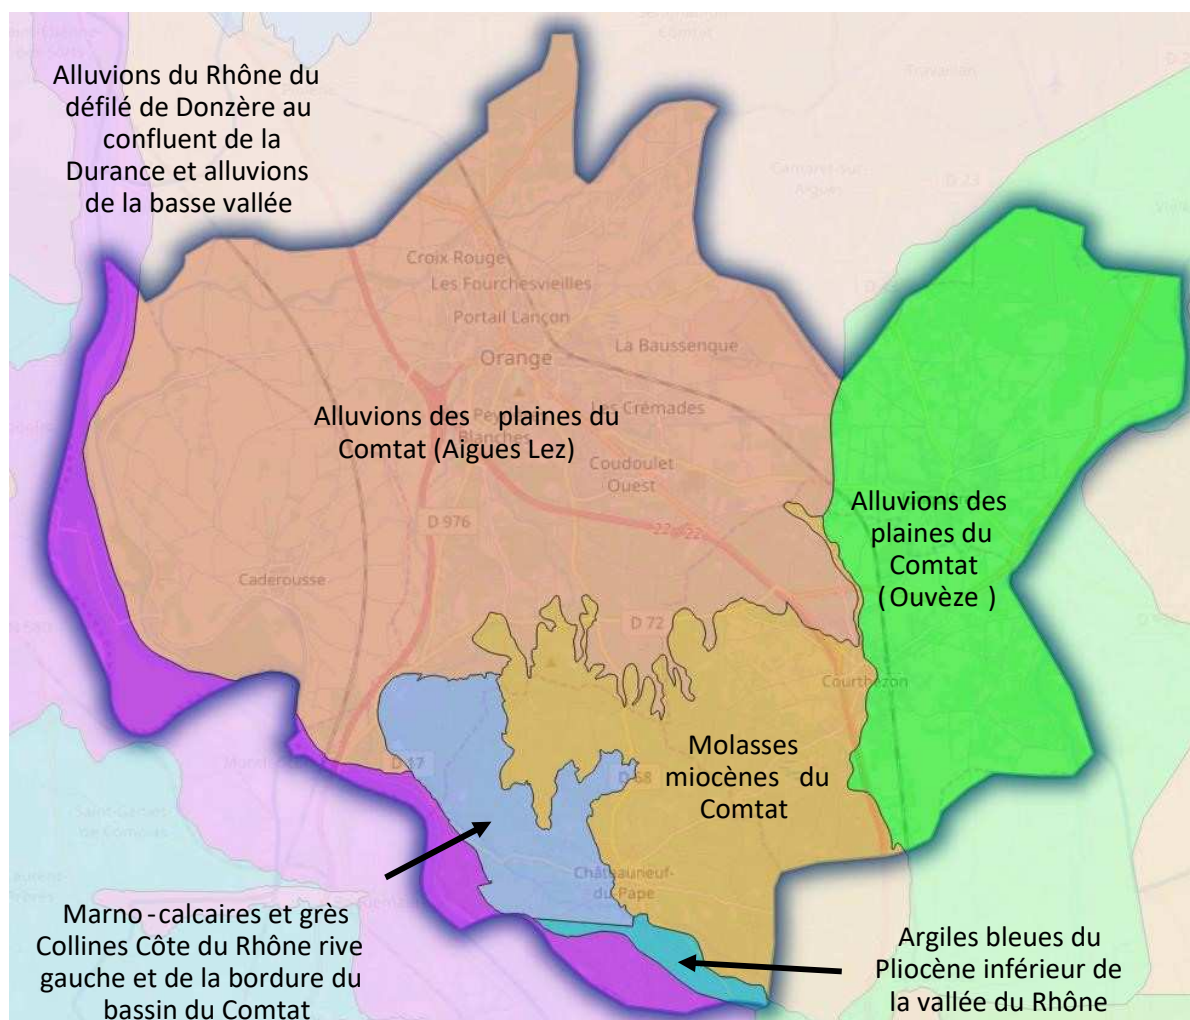 Alluvions du Rhône du
défilé de Donzère au
confluent de la
Durance et alluvions
de la basse vallée
Croix Rouge
Les Fourchesvieilles
Portail Lançon
Orange
La Baussenque
Les Crémades
Alluvions des plaines du
Comtat (Aigues Lez)
Blanches
Coudoulet
Ouest
D 976
Caderousse
D 72
Courthézon
Alluvions des
plaines du
Comtat
(Ouvèze )
D 17
D 68
Molasses
miocènes du
Comtat
Châteauneuf-
du-Pape
Marno-calcaires et grès
Collines Côte du Rhône rive
gauche et de la bordure du
bassin du Comtat
Argiles bleues du
Pliocène inférieur de
la vallée du Rhône